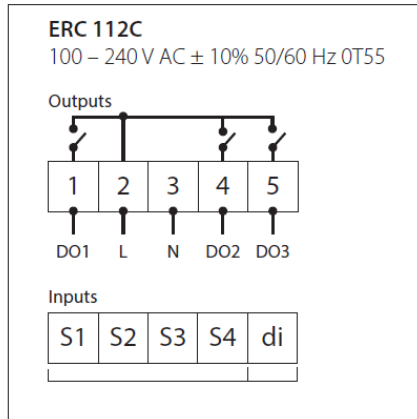 ERC 112C
100 – 240 V AC ± 10% 50/60 Hz 0T55
Outputs
1 2 3 4 5
DO1 L N DO2 DO3
Inputs
S1 S2 S3 S4 di